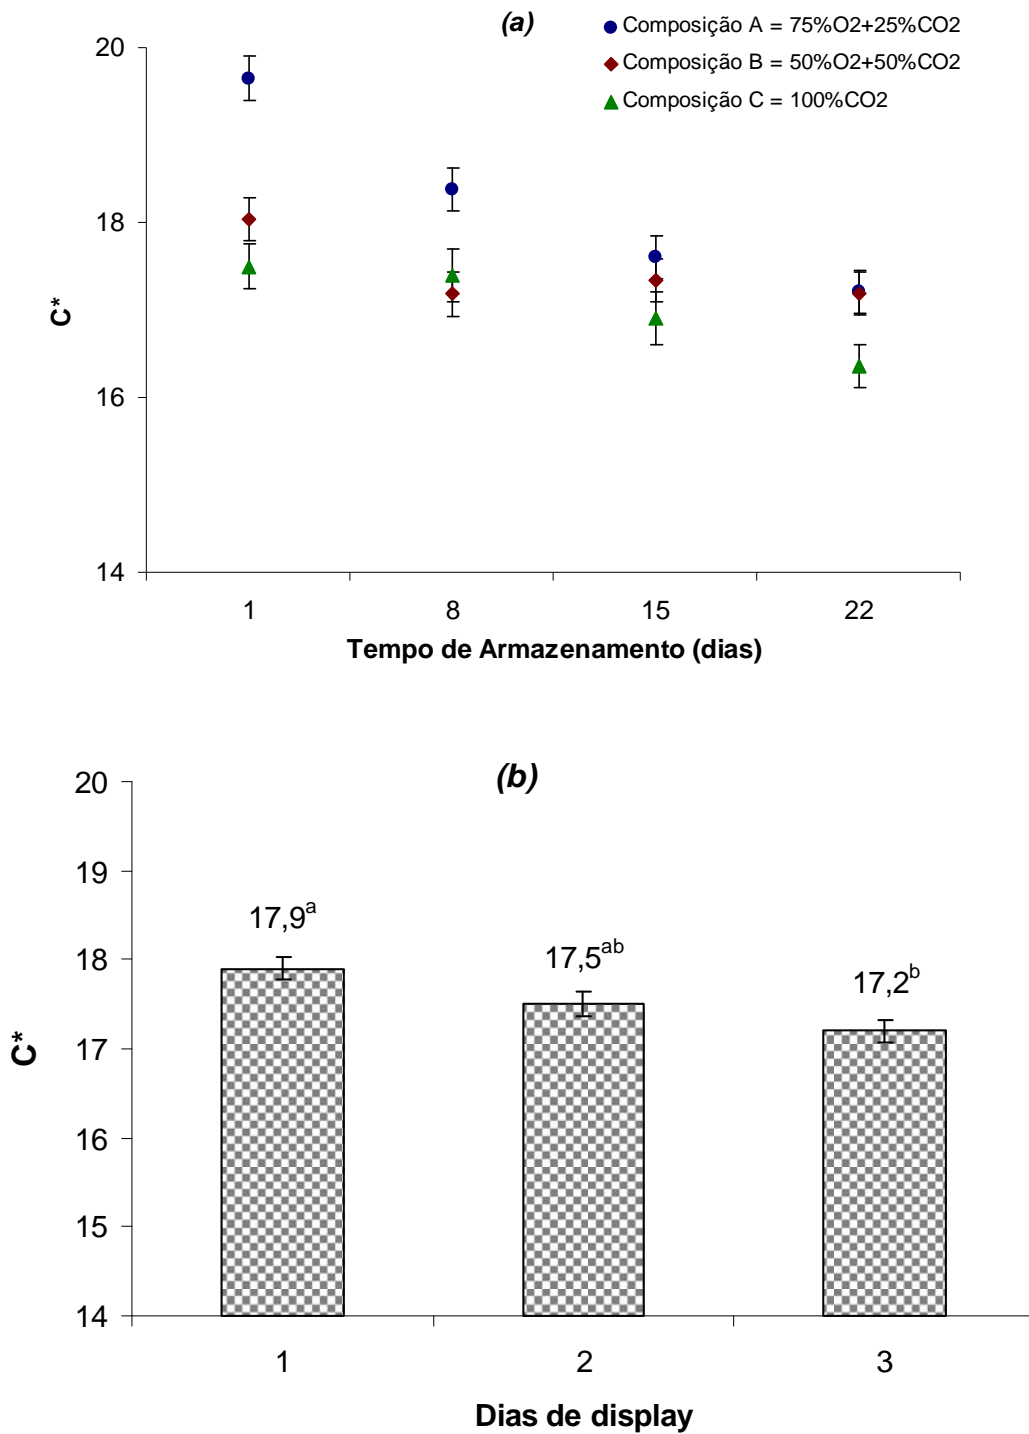 (a)
Composição A = 75%O2+25%CO2
Composição B = 50%O2+50%CO2
Composição C = 100%CO2
20
18
16
14
C*
1 8 15 22
Tempo de Armazenamento (dias)
(b)
20
19
18
17
16
15
14
C*
17,9ᵃ
17,5ᵃᵇ
17,2ᵇ
1 2 3
Dias de display